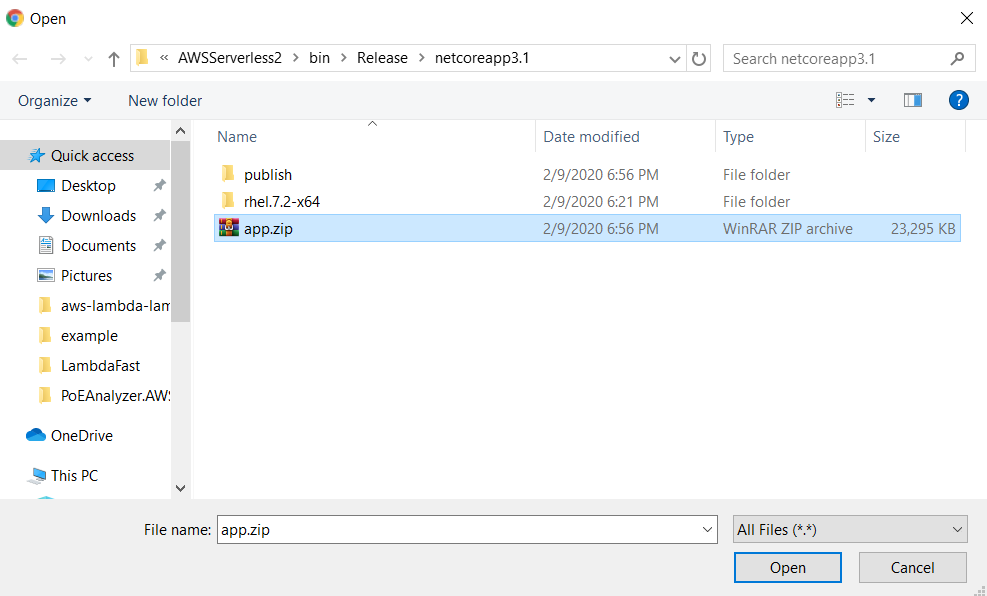 Open
« AWSServerless2 > bin > Release > netcoreapp3.1
Search netcoreapp3.1
Organize
New folder
?
Name
Date modified
Type
Size
Quick access
Desktop
Downloads
Documents
Pictures
aws-lambda-lam
example
LambdaFast
PoEAnalyzer.AWS
OneDrive
This PC
publish 2/9/2020 6:56 PM File folder
rhel.7.2-x64 2/9/2020 6:21 PM File folder
app.zip 2/9/2020 6:56 PM WinRAR ZIP archive 23,295 KB
File name: app.zip
All Files (*.*)
Open
Cancel